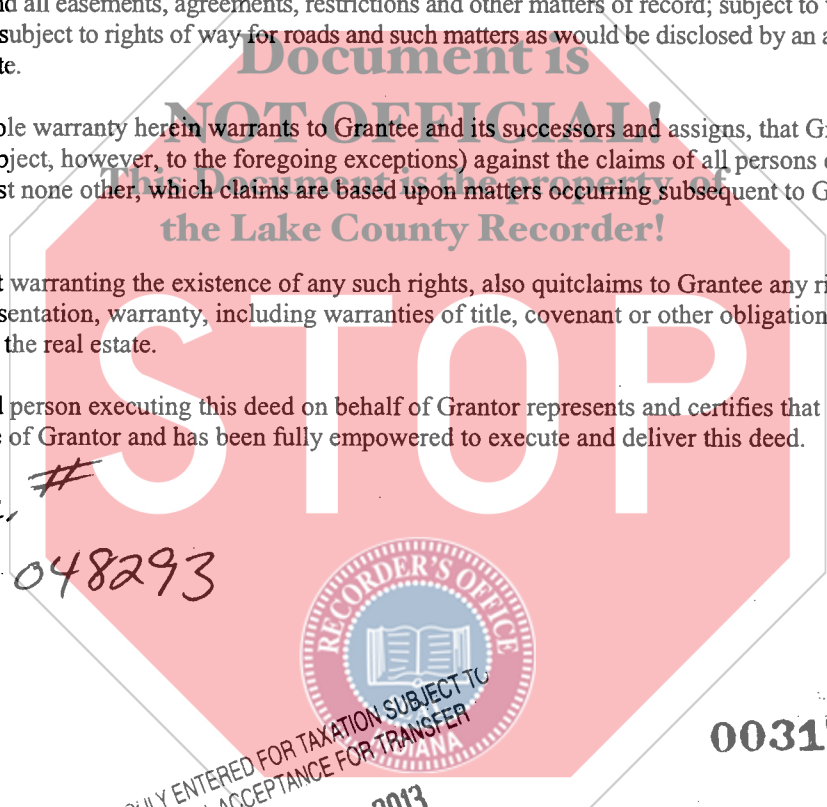 nd all easements, agreements, restrictions and other matters of record; subject to
subject to rights of way for roads and such matters as would be disclosed by an a
te.
Document is
NOT OFFICIAL!
ple warranty herein warrants to Grantee and its successors and assigns, that G
bject, however, to the foregoing exceptions) against the claims of all persons
This Document is the property of
st none other, which claims are based upon matters occurring subsequent to G
the Lake County Recorder!
t warranting the existence of any such rights, also quitclaims to Grantee any ri
sentation, warranty, including warranties of title, covenant or other obligation
the real estate.
STOP
l person executing this deed on behalf of Grantor represents and certifies that
of Grantor and has been fully empowered to execute and deliver this deed.
#
048293
RECORDER'S OFFICE
INDIANA
DULY ENTERED FOR TAXATION SUBJECT TO
ACCEPTANCE FOR TRANSFER
2013
0031